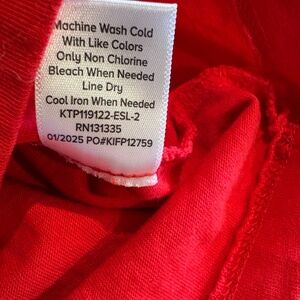 Machine Wash Cold
With Like Colors
Only Non Chlorine
Bleach When Needed
Line Dry
Cool Iron When Needed
KTP119122-ESL-2
RN131335
01/2025 PO#KIFP12759